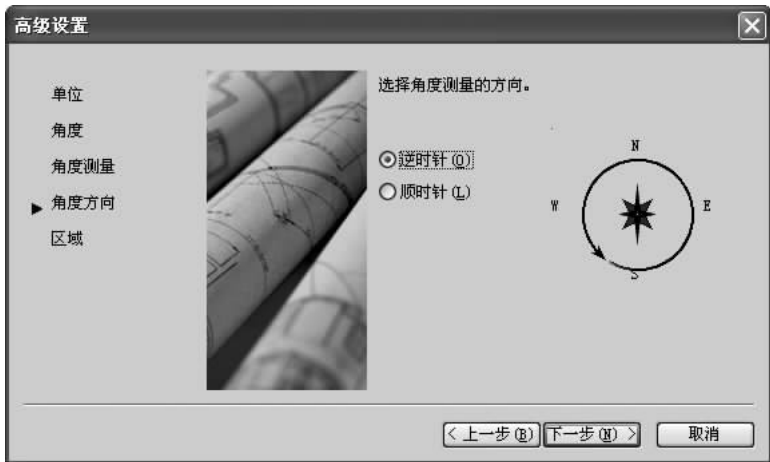 高级设置
单位
角度
角度测量
角度方向
区域
选择角度测量的方向。
逆时针(O)
顺时针(L)
N
W
E
S
< 上一步(B)
下一步(N) >
取消